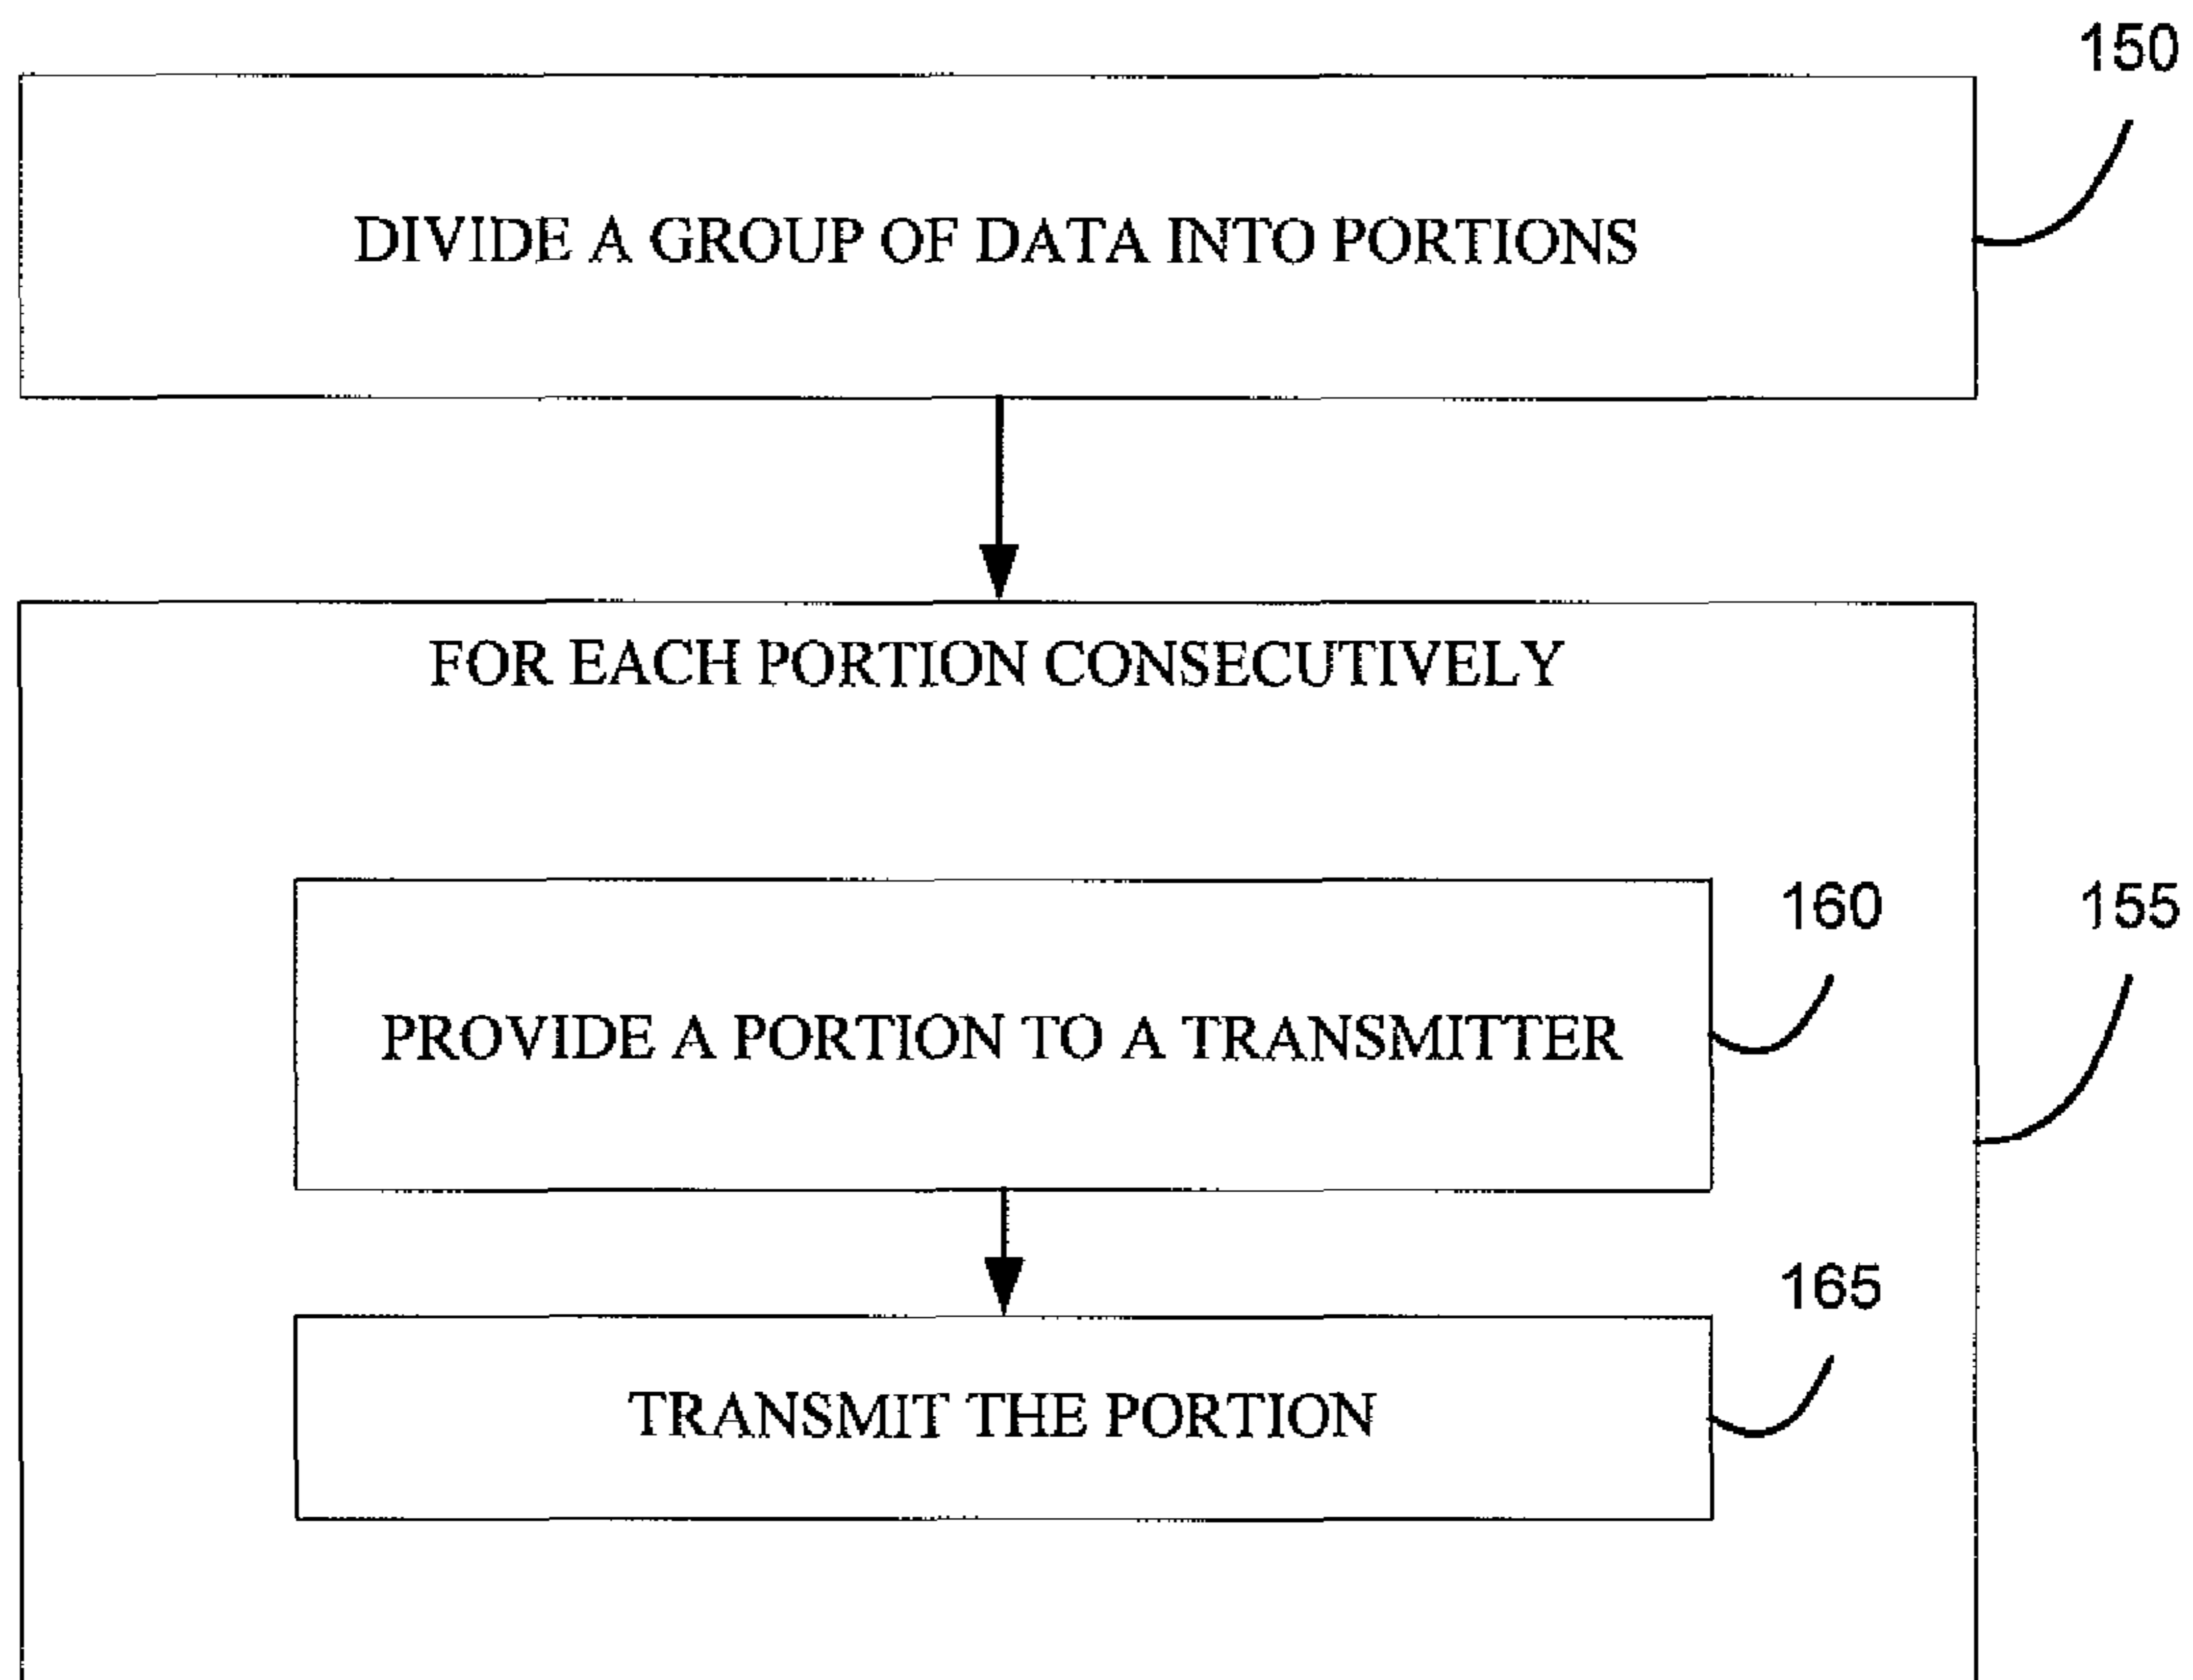 150
DIVIDE A GROUP OF DATA INTO PORTIONS
FOR EACH PORTION CONSECUTIVELY
160
155
PROVIDE A PORTION TO A TRANSMITTER
165
TRANSMIT THE PORTION